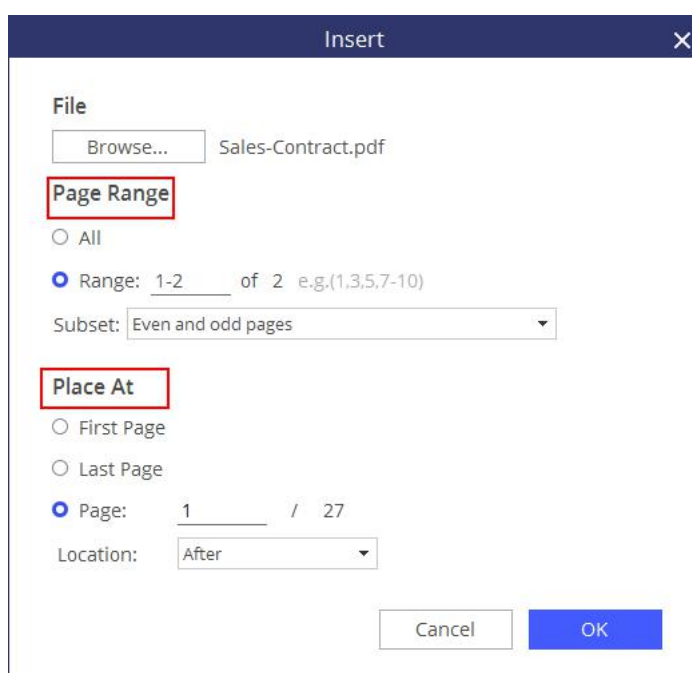 Insert
File
Browse... Sales-Contract.pdf
Page Range
All
Range: 1-2 of 2 e.g.(1,3,5,7-10)
Subset: Even and odd pages
Place At
First Page
Last Page
Page: 1 / 27
Location: After
Cancel OK